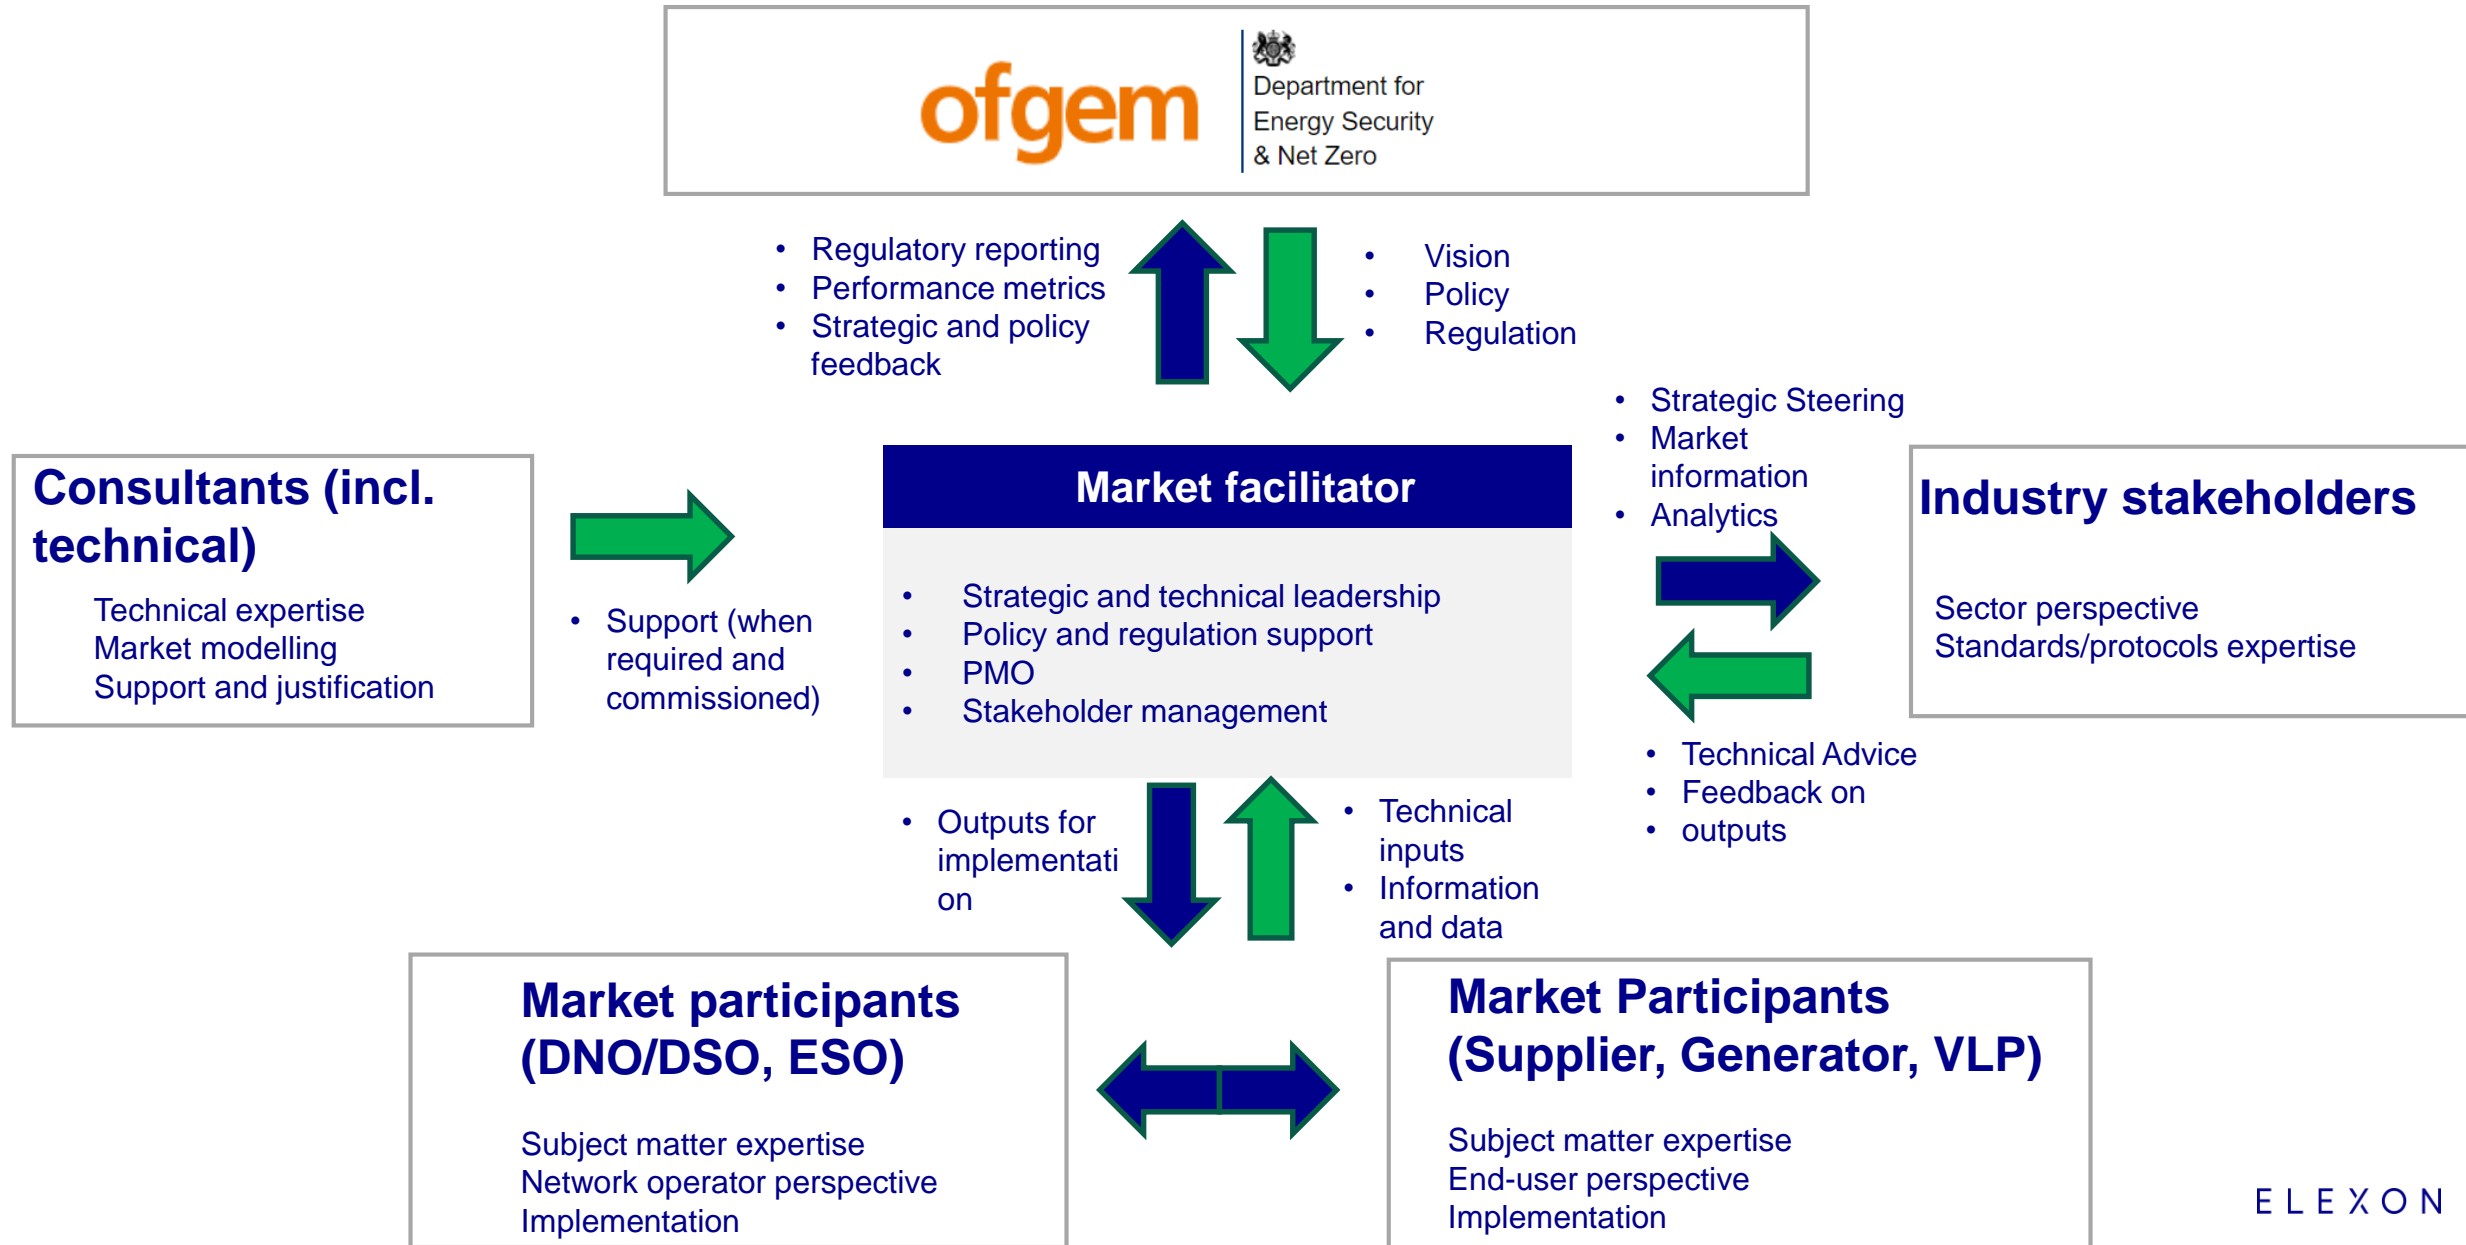 ofgem
Department for
Energy Security
& Net Zero
• Regulatory reporting
• Performance metrics
• Strategic and policy
feedback
• Vision
• Policy
• Regulation
• Strategic Steering
• Market
information
• Analytics
Consultants (incl.
technical)
Technical expertise
Market modelling
Support and justification
• Support (when
required and
commissioned)
Market facilitator
• Strategic and technical leadership
• Policy and regulation support
• PMO
• Stakeholder management
Industry stakeholders
Sector perspective
Standards/protocols expertise
• Technical Advice
• Feedback on
• outputs
• Outputs for
implementati
on
• Technical
inputs
• Information
and data
Market participants
(DNO/DSO, ESO)
Subject matter expertise
Network operator perspective
Implementation
Market Participants
(Supplier, Generator, VLP)
Subject matter expertise
End-user perspective
Implementation
ELEXON